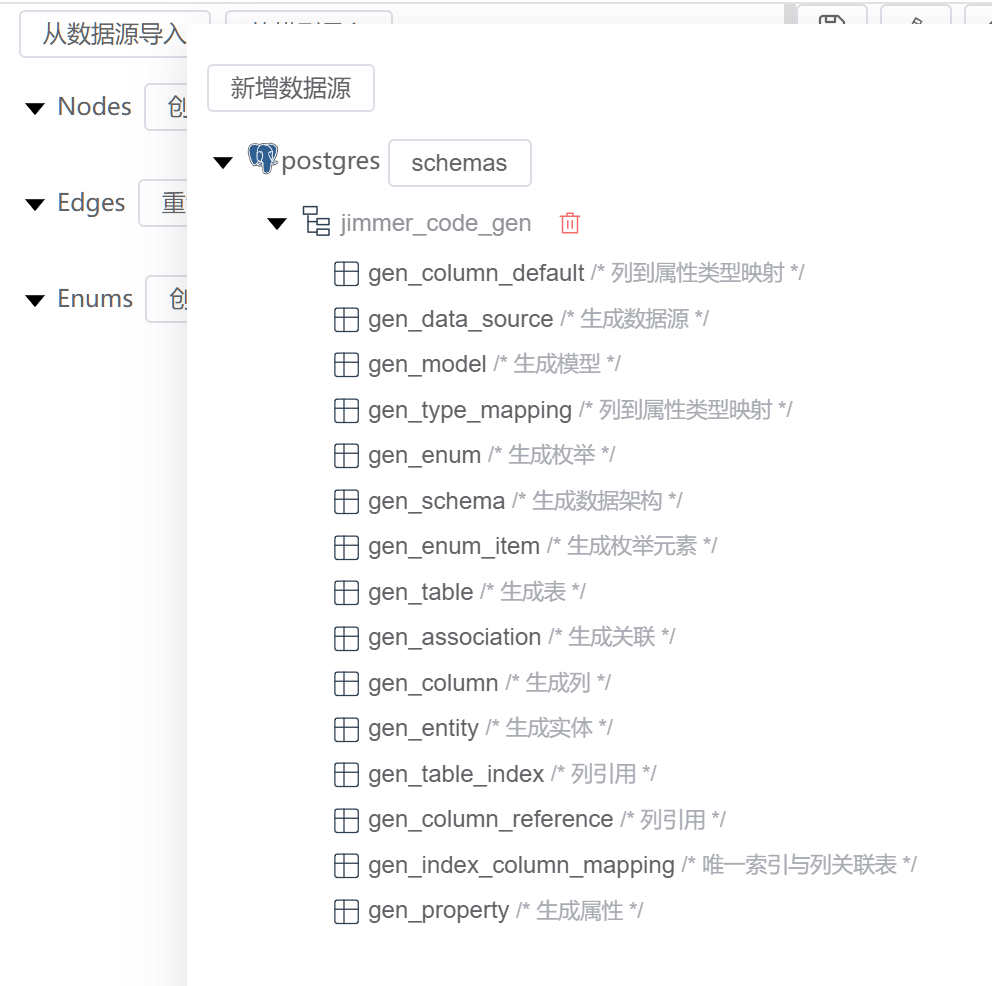 从数据源导入
新增数据源
Nodes 创
postgres schemas
Edges 重
jimmer_code_gen
gen_column_default /* 列到属性类型映射 */
Enums 创
gen_data_source /* 生成数据源 */
gen_model /* 生成模型 */
gen_type_mapping /* 列到属性类型映射 */
gen_enum /* 生成枚举 */
gen_schema /* 生成数据架构 */
gen_enum_item /* 生成枚举元素 */
gen_table /* 生成表 */
gen_association /* 生成关联 */
gen_column /* 生成列 */
gen_entity /* 生成实体 */
gen_table_index /* 列引用 */
gen_column_reference /* 列引用 */
gen_index_column_mapping /* 唯一索引与列关联表 */
gen_property /* 生成属性 */